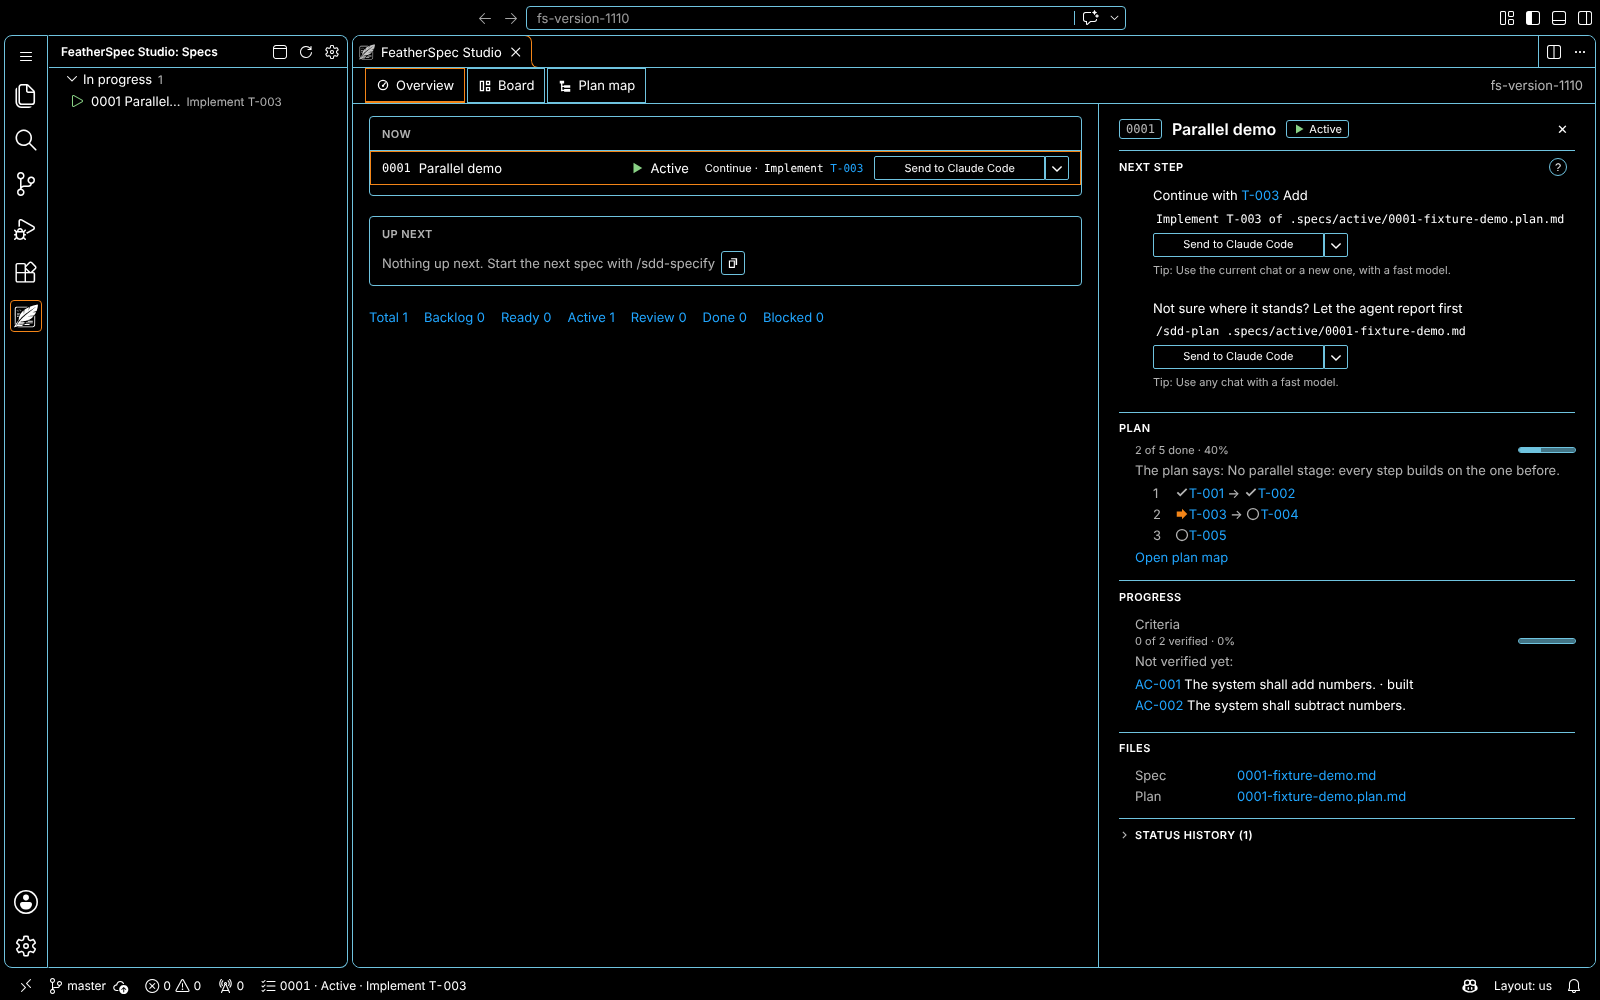 fs-version-1110
FeatherSpec Studio: Specs
In progress 1
0001 Parallel... Implement T-003
FeatherSpec Studio
Overview
Board
Plan map
fs-version-1110
NOW
0001 Parallel demo
Active
Continue · Implement T-003
Send to Claude Code
UP NEXT
Nothing up next. Start the next spec with /sdd-specify
Total 1
Backlog 0
Ready 0
Active 1
Review 0
Done 0
Blocked 0
0001 Parallel demo
Active
NEXT STEP
?
Continue with T-003 Add
Implement T-003 of .specs/active/0001-fixture-demo.plan.md
Send to Claude Code
Tip: Use the current chat or a new one, with a fast model.
Not sure where it stands? Let the agent report first
/sdd-plan .specs/active/0001-fixture-demo.md
Send to Claude Code
Tip: Use any chat with a fast model.
PLAN
2 of 5 done · 40%
The plan says: No parallel stage: every step builds on the one before.
1 ✓T-001 → ✓T-002
2 T-003 → T-004
3 T-005
Open plan map
PROGRESS
Criteria
0 of 2 verified · 0%
Not verified yet:
AC-001 The system shall add numbers. · built
AC-002 The system shall subtract numbers.
FILES
Spec 0001-fixture-demo.md
Plan 0001-fixture-demo.plan.md
STATUS HISTORY (1)
master
0
0
0
0001 · Active · Implement T-003
Layout: us